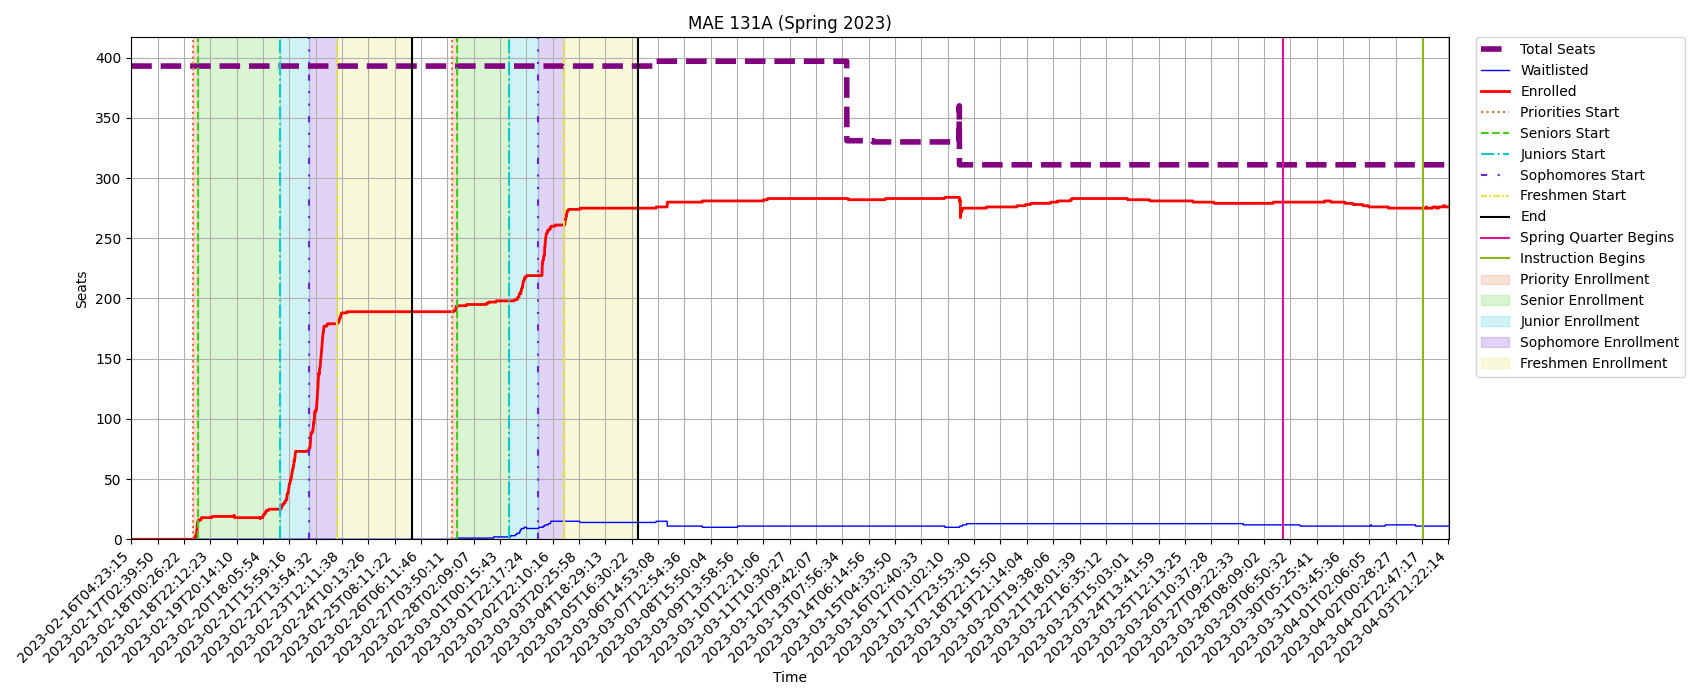 MAE 131A (Spring 2023)
400
350
300
250
200
150
100
50
0
Seats
2023-02-16T04:23:15
2023-02-17T02:39:50
2023-02-18T00:26:22
2023-02-18T22:12:23
2023-02-19T20:14:10
2023-02-20T18:05:54
2023-02-21T15:59:16
2023-02-22T13:54:32
2023-02-23T12:11:38
2023-02-24T10:13:26
2023-02-25T08:11:22
2023-02-26T06:11:46
2023-02-27T03:50:11
2023-02-28T02:09:07
2023-03-01T00:15:43
2023-03-01T22:17:24
2023-03-02T22:10:16
2023-03-03T20:25:58
2023-03-04T18:29:13
2023-03-05T16:30:22
2023-03-06T14:53:08
2023-03-07T12:54:36
2023-03-08T15:50:04
2023-03-09T13:58:56
2023-03-10T12:21:06
2023-03-11T10:30:27
2023-03-12T09:42:07
2023-03-13T07:56:34
2023-03-14T06:14:56
2023-03-15T04:33:50
2023-03-16T02:40:33
2023-03-17T01:02:10
2023-03-17T23:53:30
2023-03-18T22:15:50
2023-03-19T21:14:04
2023-03-20T19:38:06
2023-03-21T18:01:39
2023-03-22T16:35:12
2023-03-23T15:03:01
2023-03-24T13:41:59
2023-03-25T12:13:25
2023-03-26T10:37:28
2023-03-27T09:22:33
2023-03-28T08:09:02
2023-03-29T06:50:32
2023-03-30T05:25:41
2023-03-31T03:45:36
2023-04-01T02:06:05
2023-04-02T00:28:27
2023-04-02T22:47:17
2023-04-03T21:22:14
Time
Total Seats
Waitlisted
Enrolled
Priorities Start
Seniors Start
Juniors Start
Sophomores Start
Freshmen Start
End
Spring Quarter Begins
Instruction Begins
Priority Enrollment
Senior Enrollment
Junior Enrollment
Sophomore Enrollment
Freshmen Enrollment